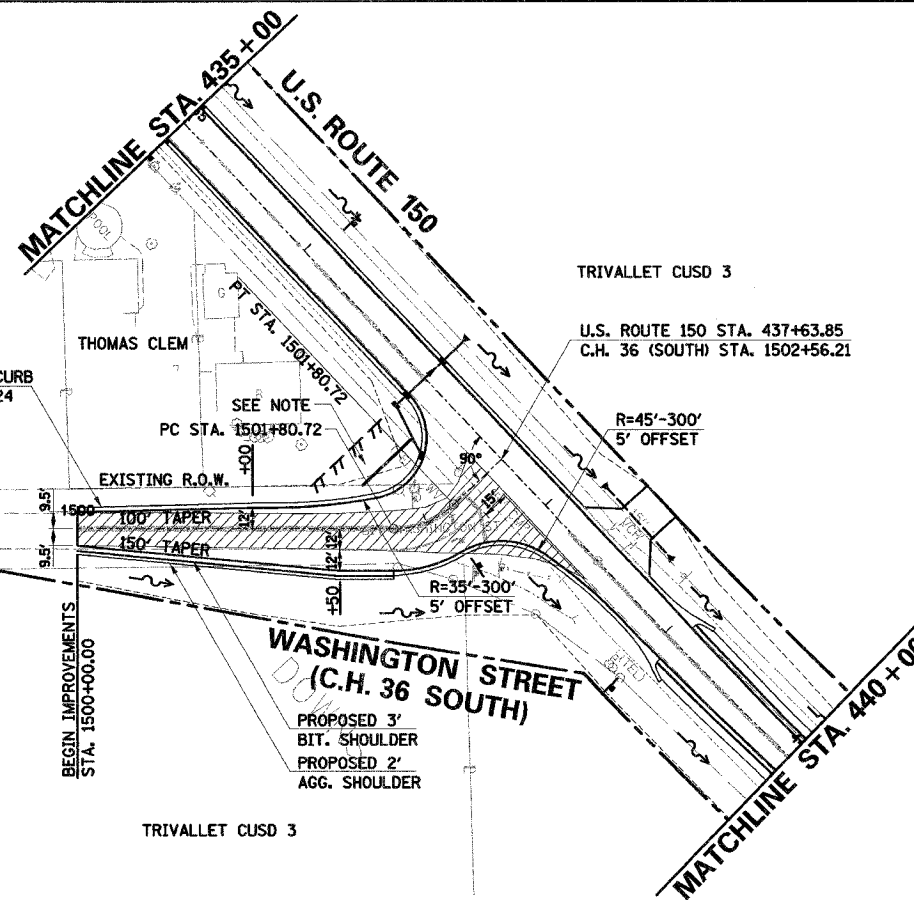 MATCHLINE STA. 435+00
U.S. ROUTE 150
POOL
G
TRIVALLET CUSD 3
THOMAS CLEM
PT STA. 1501+80.72
U.S. ROUTE 150 STA. 437+63.85
C.H. 36 (SOUTH) STA. 1502+56.21
CURB
24
SEE NOTE
PC STA. 1501+80.72
R=45'-300'
5' OFFSET
90°
+00
EXISTING R.O.W.
9.5'
1500
100' TAPER
12'
15'
150' TAPER
9.5'
12' 12'
+50
R=35'-300'
5' OFFSET
BEGIN IMPROVEMENTS
STA. 1500+00.00
WASHINGTON STREET
(C.H. 36 SOUTH)
PROPOSED 3'
BIT. SHOULDER
PROPOSED 2'
AGG. SHOULDER
TRIVALLET CUSD 3
MATCHLINE STA. 440+00